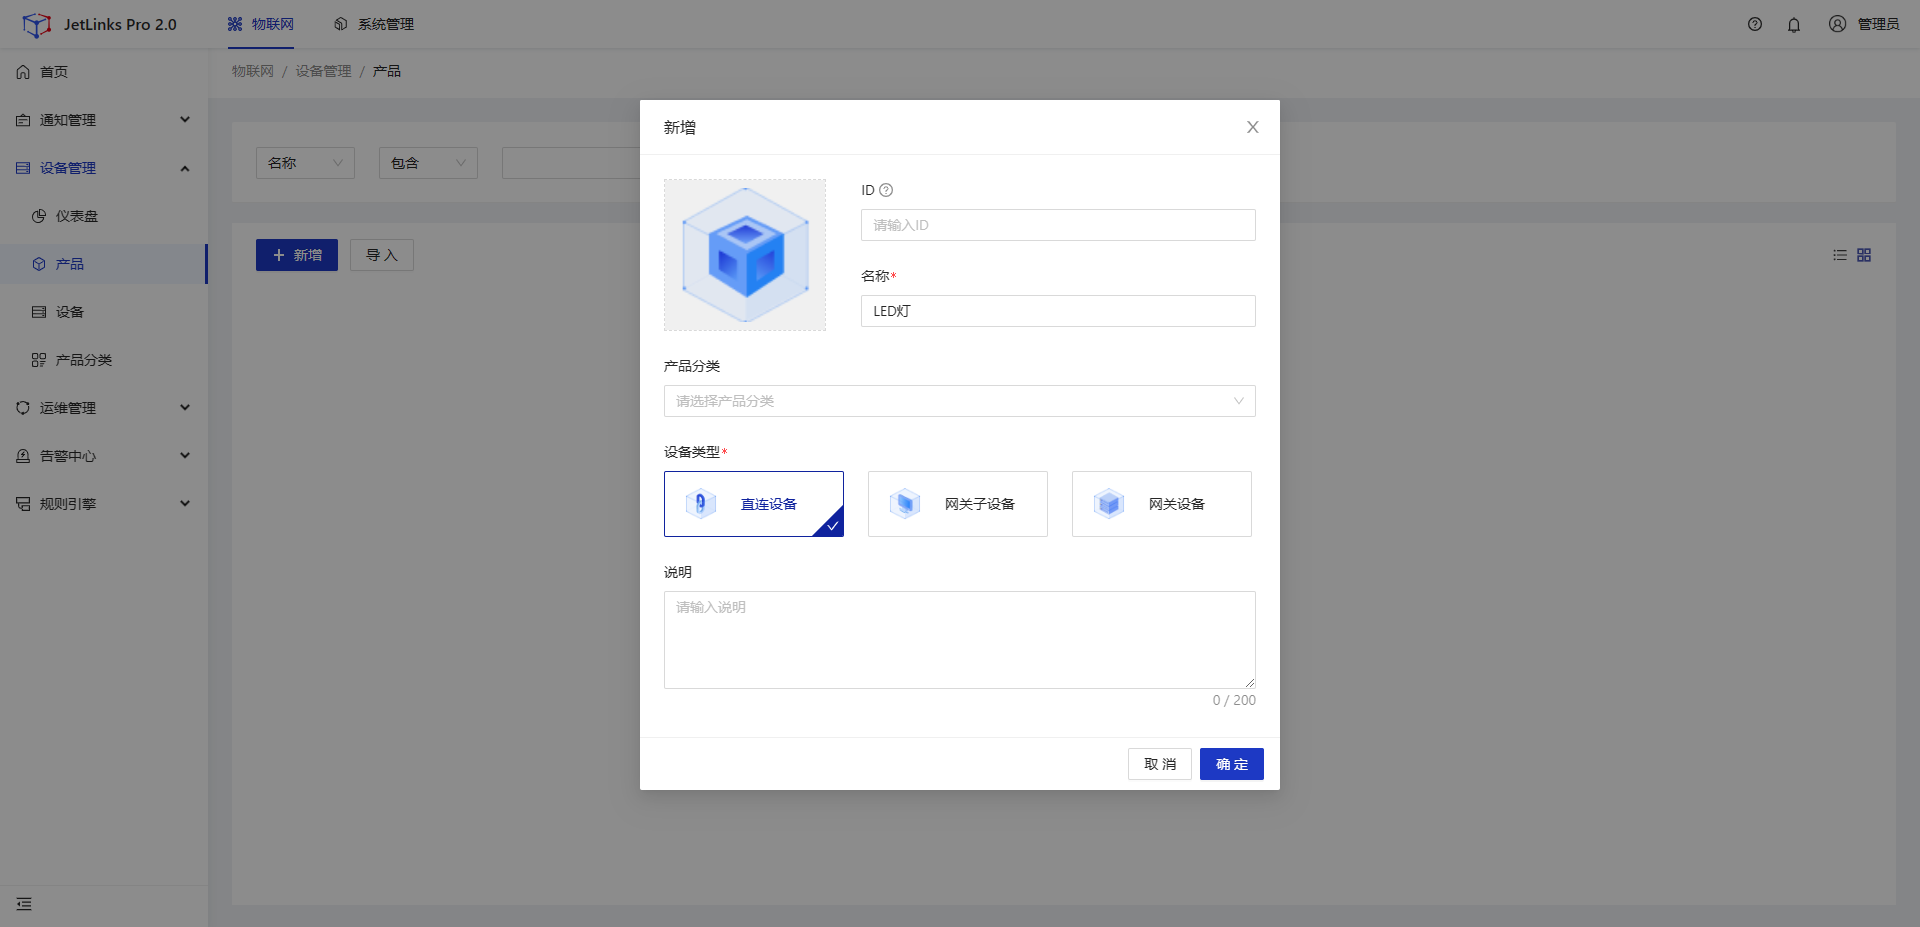 JetLinks Pro 2.0
物联网
系统管理
管理员
首页
通知管理
设备管理
仪表盘
产品
设备
产品分类
运维管理
告警中心
规则引擎
物联网 / 设备管理 / 产品
名称
包含
新增
导入
新增
ID
请输入ID
名称*
LED灯
产品分类
请选择产品分类
设备类型*
直连设备
网关子设备
网关设备
说明
请输入说明
0 / 200
取消
确定